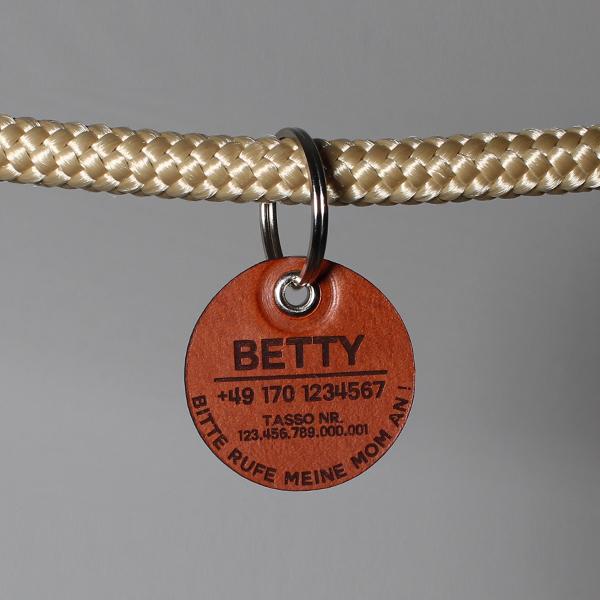 BETTY
+49 170 1234567
TASSO NR.
123.456.789.000.001
BITTE RUFE MEINE MOM AN!